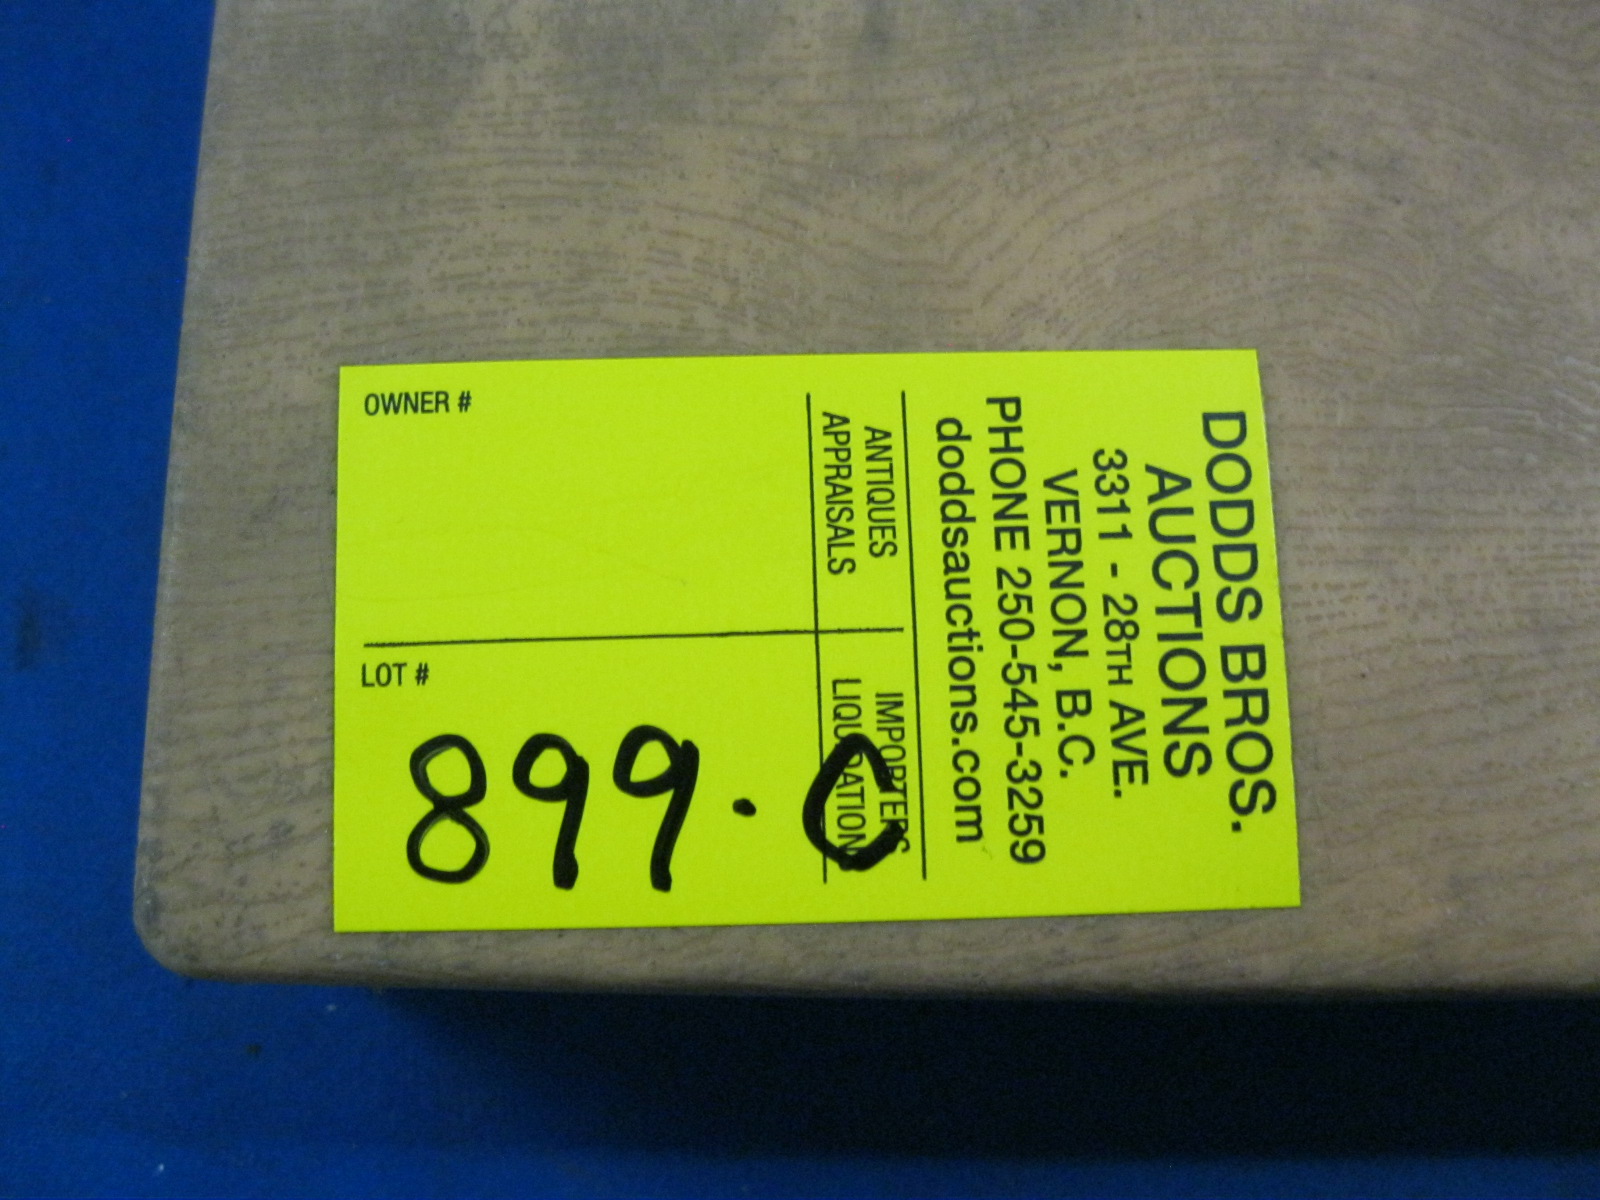 DODDS BROS.
AUCTIONS
3311 - 28TH AVE.
VERNON, B.C.
PHONE 250-545-3259
doddsauctions.com
ANTIQUES
APPRAISALS
IMPORTERS
LIQUIDATION
OWNER #
LOT #
899.C